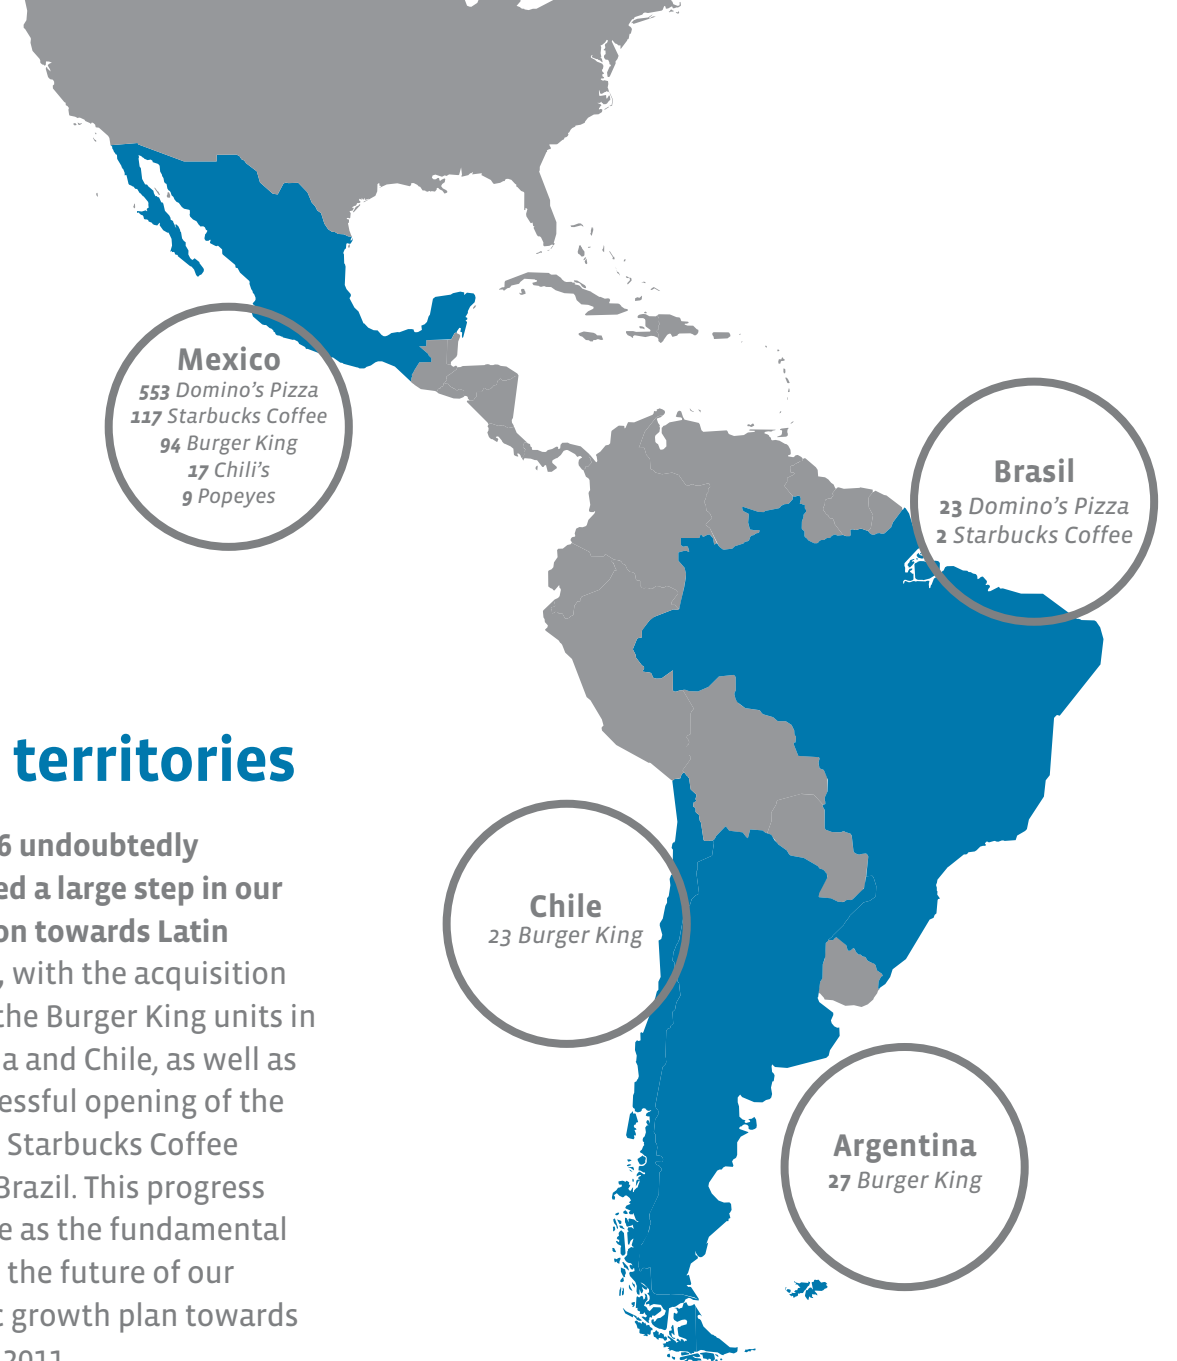 Mexico
553 Domino's Pizza
117 Starbucks Coffee
94 Burger King
17 Chili's
9 Popeyes
Brasil
23 Domino's Pizza
2 Starbucks Coffee
territories
6 undoubtedly
ed a large step in our
on towards Latin
, with the acquisition
the Burger King units in
a and Chile, as well as
essful opening of the
Starbucks Coffee
Brazil. This progress
e as the fundamental
the future of our
t growth plan towards
2011
Chile
23 Burger King
Argentina
27 Burger King